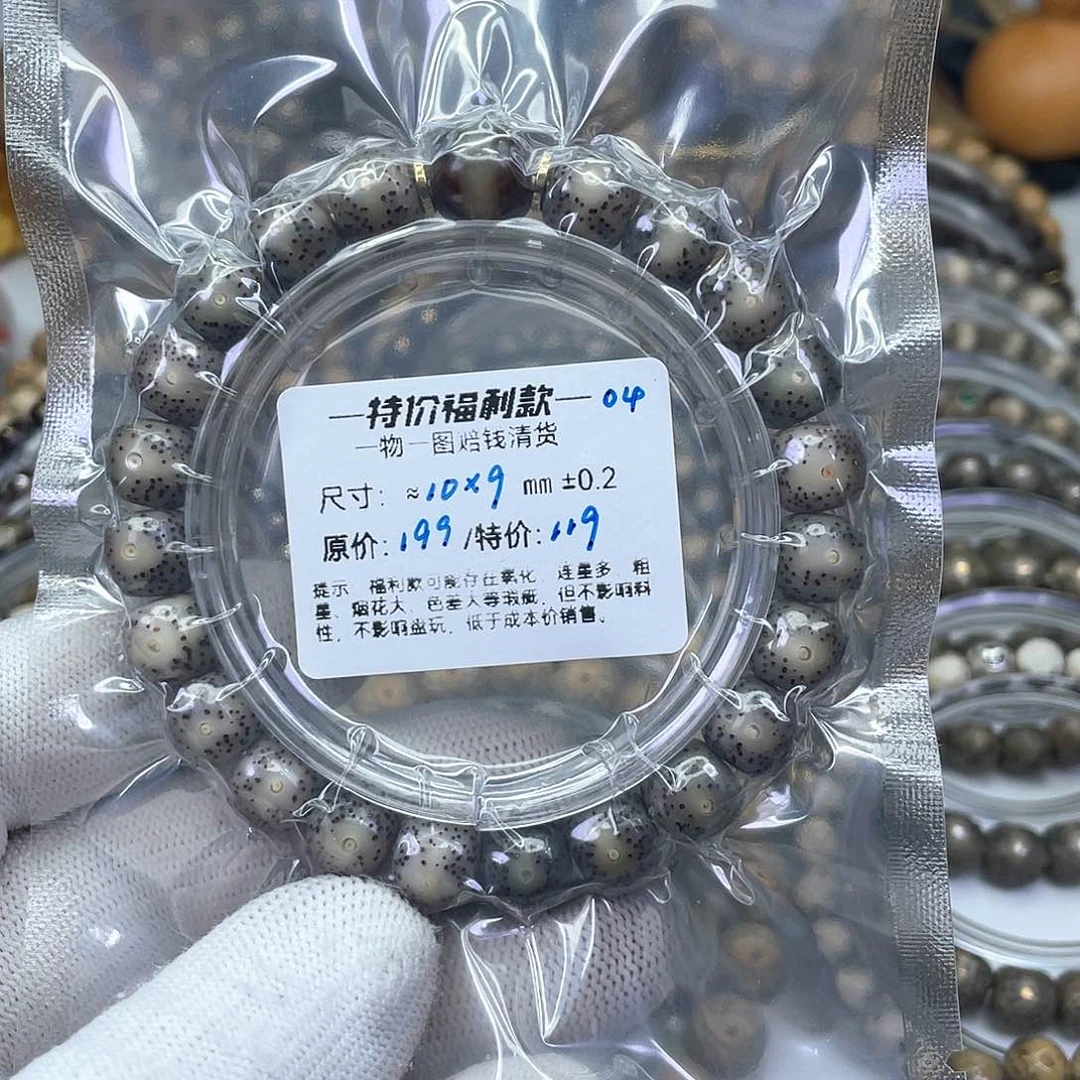 —特价福利款— 04
一物一图赔钱清货
尺寸: ≈10×9 mm ±0.2
原价: 199 /特价: 119
提示 福利款可能存在氧化、连星多、粗
星、烟花大、色差大等瑕疵,但不影响料
性,不影响盘玩,低于成本价销售。